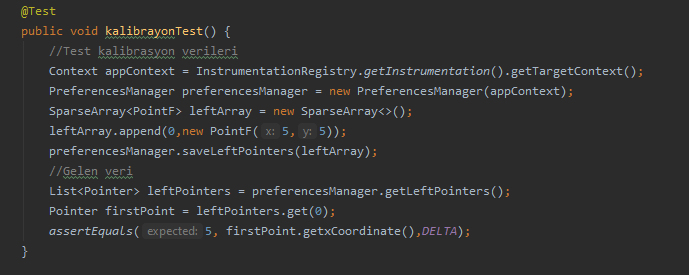 @Test
public void kalibrayonTest() {
//Test kalibrasyon verileri
Context appContext = InstrumentationRegistry.getInstrumentation().getTargetContext();
PreferencesManager preferencesManager = new PreferencesManager(appContext);
SparseArray<PointF> leftArray = new SparseArray<>();
leftArray.append(0,new PointF( x: 5, y: 5));
preferencesManager.saveLeftPointers(leftArray);
//Gelen veri
List<Pointer> leftPointers = preferencesManager.getLeftPointers();
Pointer firstPoint = leftPointers.get(0);
assertEquals( expected: 5, firstPoint.getxCoordinate(),DELTA);
}